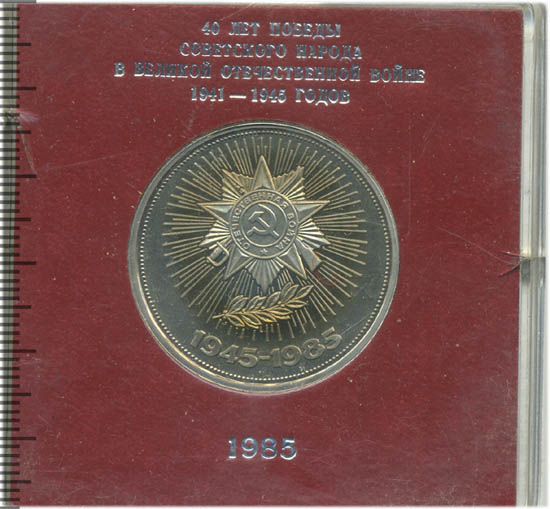 40 ЛЕТ ПОБЕДЫ
СОВЕТСКОГО НАРОДА
В ВЕЛИКОЙ ОТЕЧЕСТВЕННОЙ ВОЙНЕ
1941 — 1945 ГОДОВ
ОТЕЧЕСТВЕННАЯ ВОЙНА
1945-1985
1985